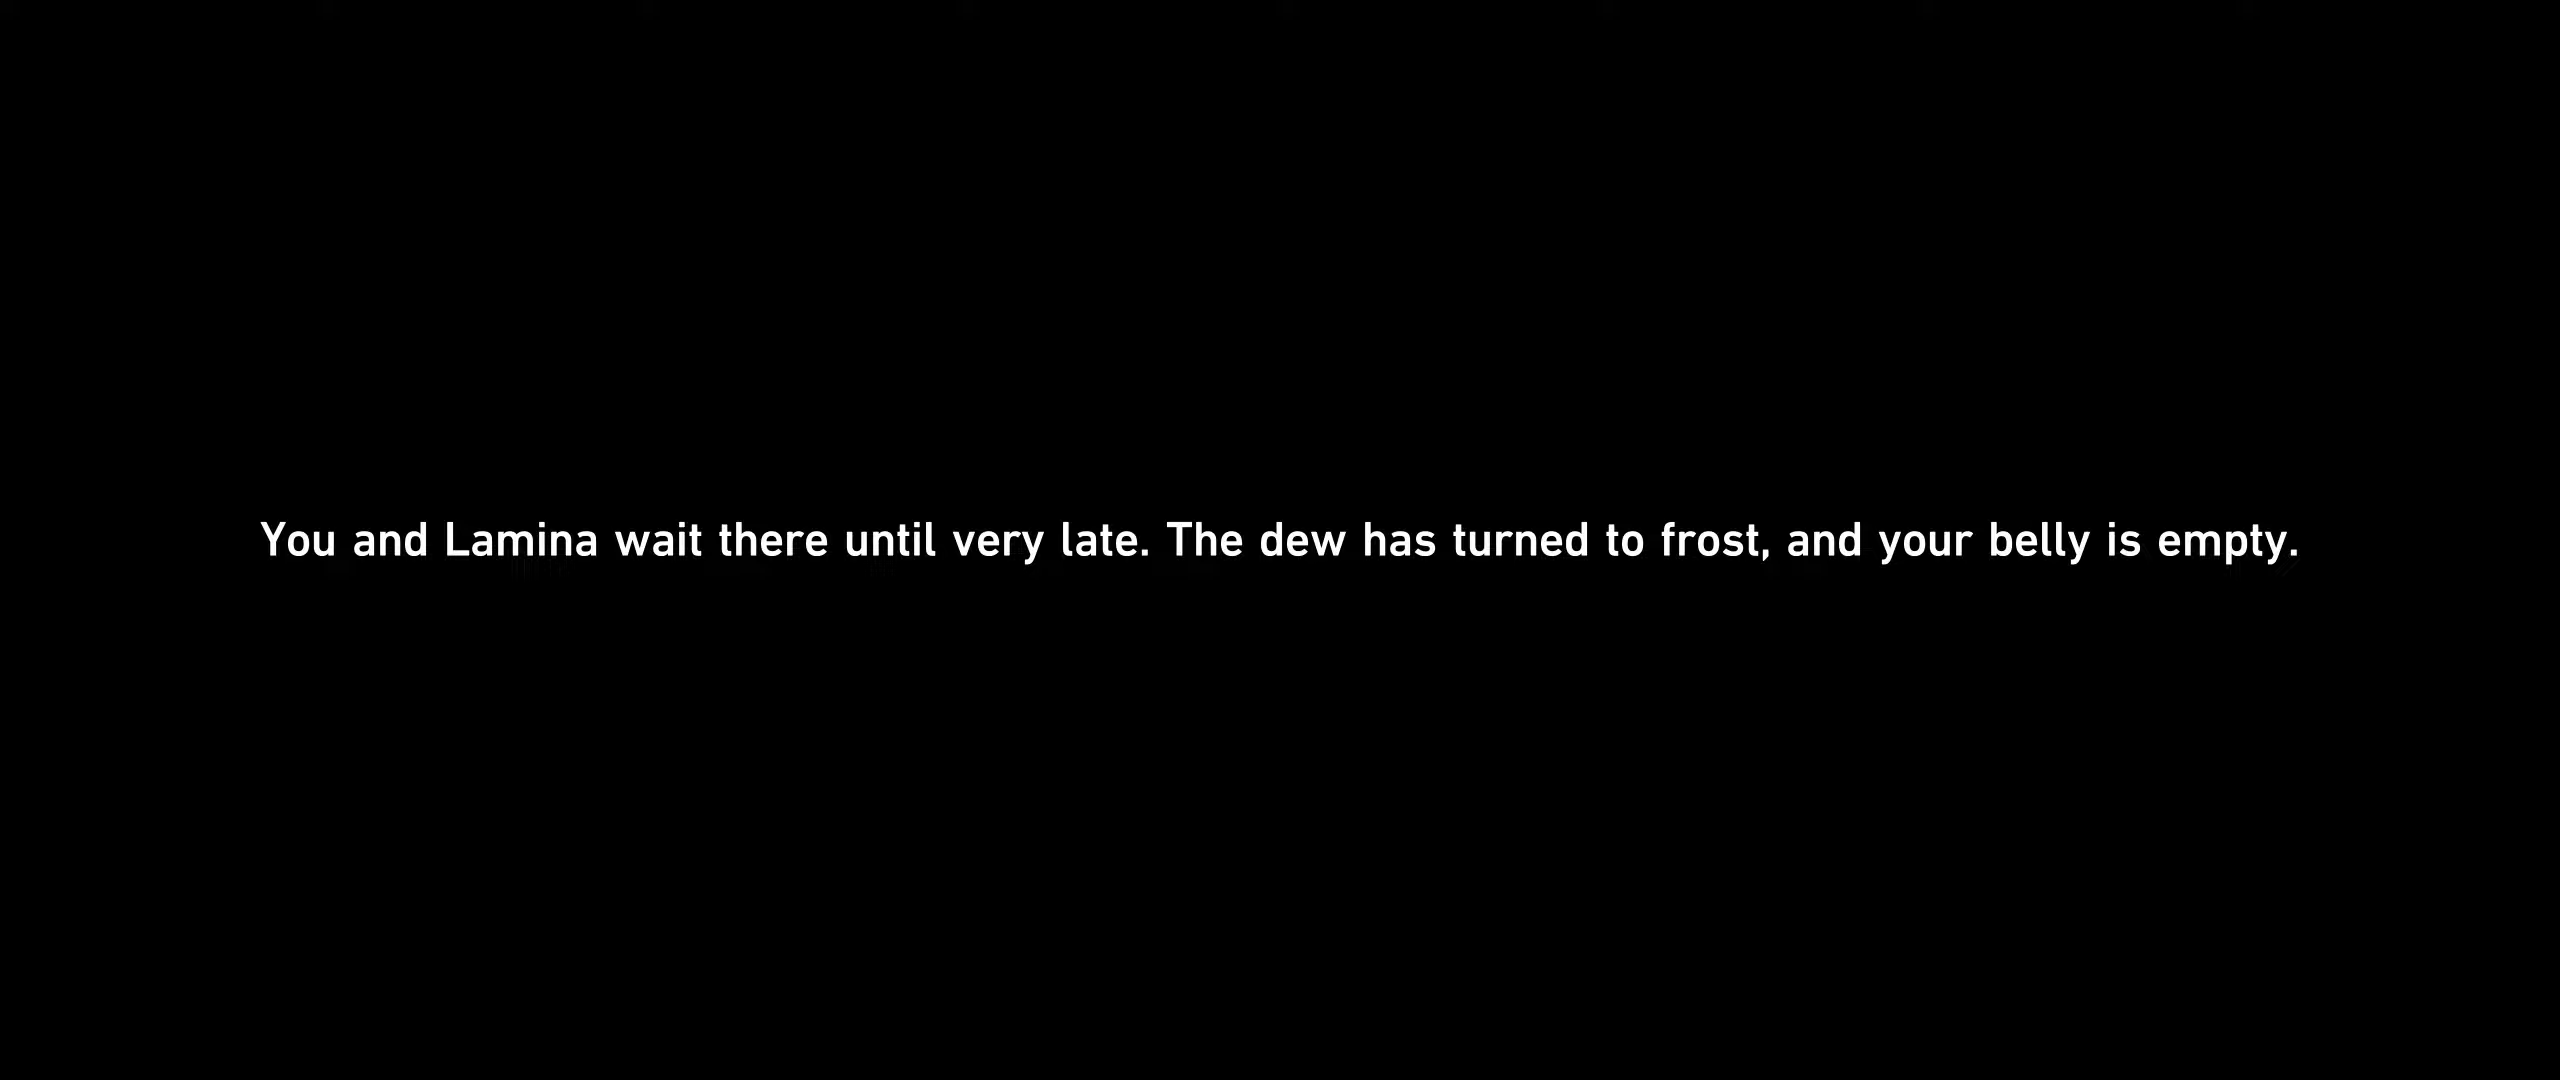 You and Lamina wait there until very late. The dew has turned to frost, and your belly is empty.